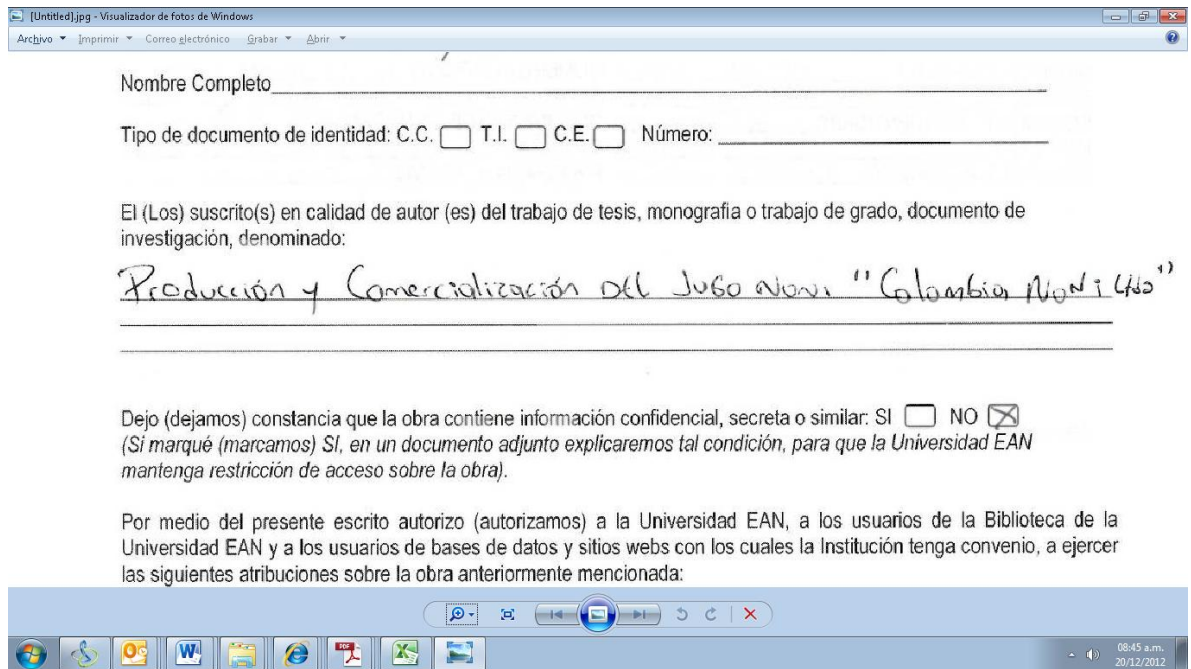 [Untitled].jpg - Visualizador de fotos de Windows
Archivo Imprimir Correo electrónico Grabar Abrir
Nombre Completo
Tipo de documento de identidad: C.C. T.I. C.E. Número:
El (Los) suscrito(s) en calidad de autor (es) del trabajo de tesis, monografia o trabajo de grado, documento de
investigación, denominado:
Producción y Comercialización DEL JUGO NONI "Colombia NoNi Ltda"
Dejo (dejamos) constancia que la obra contiene información confidencial, secreta o similar: SI NO
(Si marqué (marcamos) SI, en un documento adjunto explicaremos tal condición, para que la Universidad EAN
mantenga restricción de acceso sobre la obra).
Por medio del presente escrito autorizo (autorizamos) a la Universidad EAN, a los usuarios de la Biblioteca de la
Universidad EAN y a los usuarios de bases de datos y sitios webs con los cuales la Institución tenga convenio, a ejercer
las siguientes atribuciones sobre la obra anteriormente mencionada:
PDF
08:45 a.m.
20/12/2012